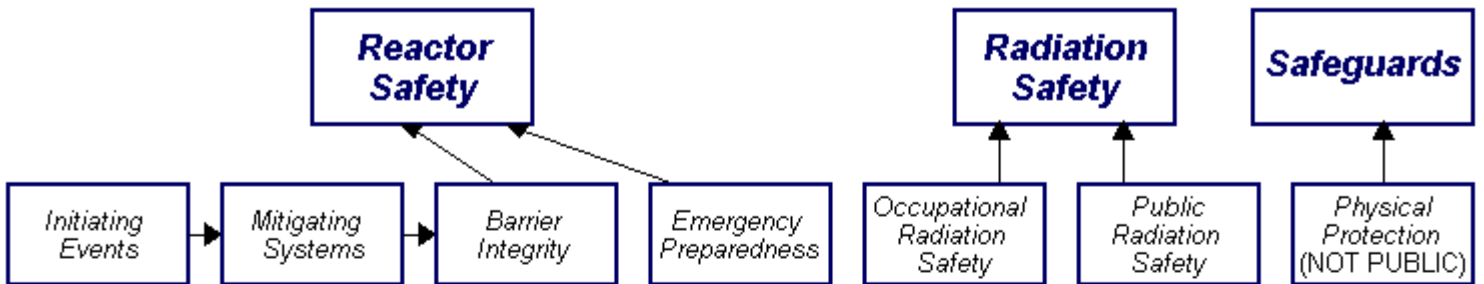 Reactor
Safety
Radiation
Safety
Safeguards
Initiating
Events
Mitigating
Systems
Barrier
Integrity
Emergency
Preparedness
Occupational
Radiation
Safety
Public
Radiation
Safety
Physical
Protection
(NOT PUBLIC)